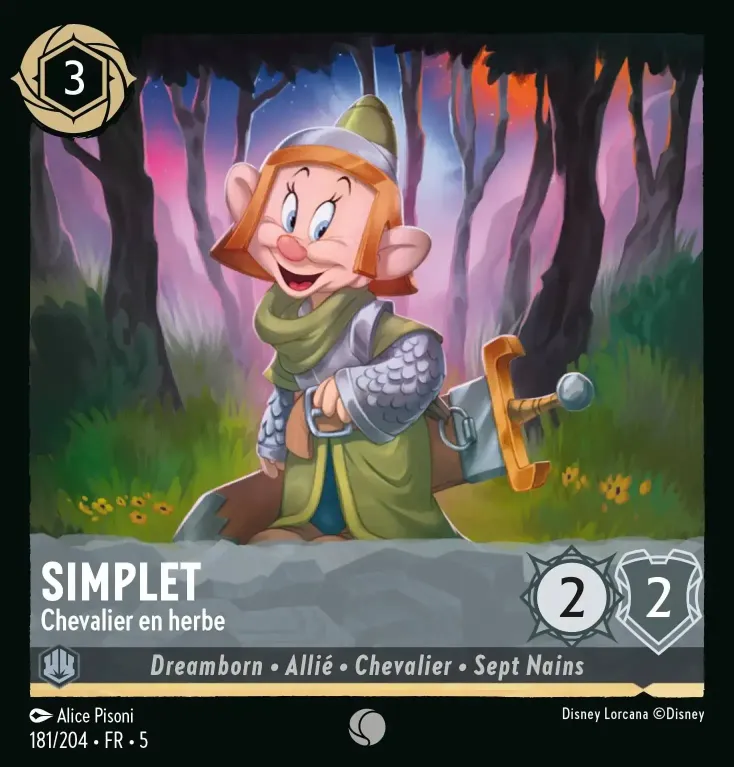 3
SIMPLET
Chevalier en herbe
2 2
Dreamborn • Allié • Chevalier • Sept Nains
Alice Pisoni
Disney Lorcana ©Disney
181/204 • FR • 5